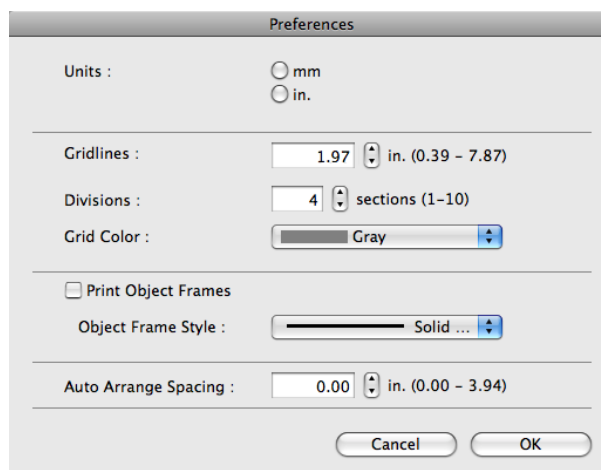 Preferences
Units : mm
in.
Gridlines : 1.97 in. (0.39 – 7.87)
Divisions : 4 sections (1–10)
Grid Color : Gray
Print Object Frames
Object Frame Style : Solid ...
Auto Arrange Spacing : 0.00 in. (0.00 – 3.94)
Cancel OK